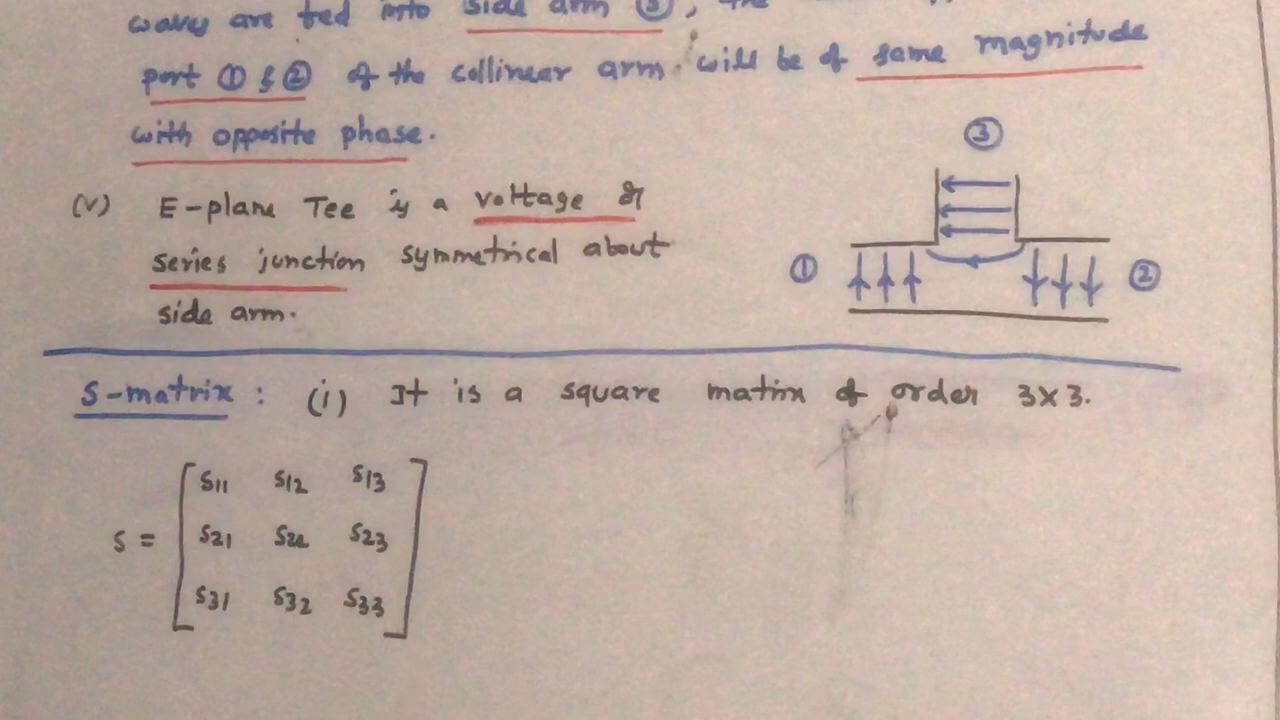 waves are fed into side arm ③, the
port ① & ② of the collinear arm will be of same magnitude
with opposite phase.
(v) E-plane Tee is a voltage or
series junction symmetrical about
side arm.
③
①
②
S-matrix : (i) It is a square matrix of order 3x3.
S =
S11 S12 S13
S21 S22 S23
S31 S32 S33